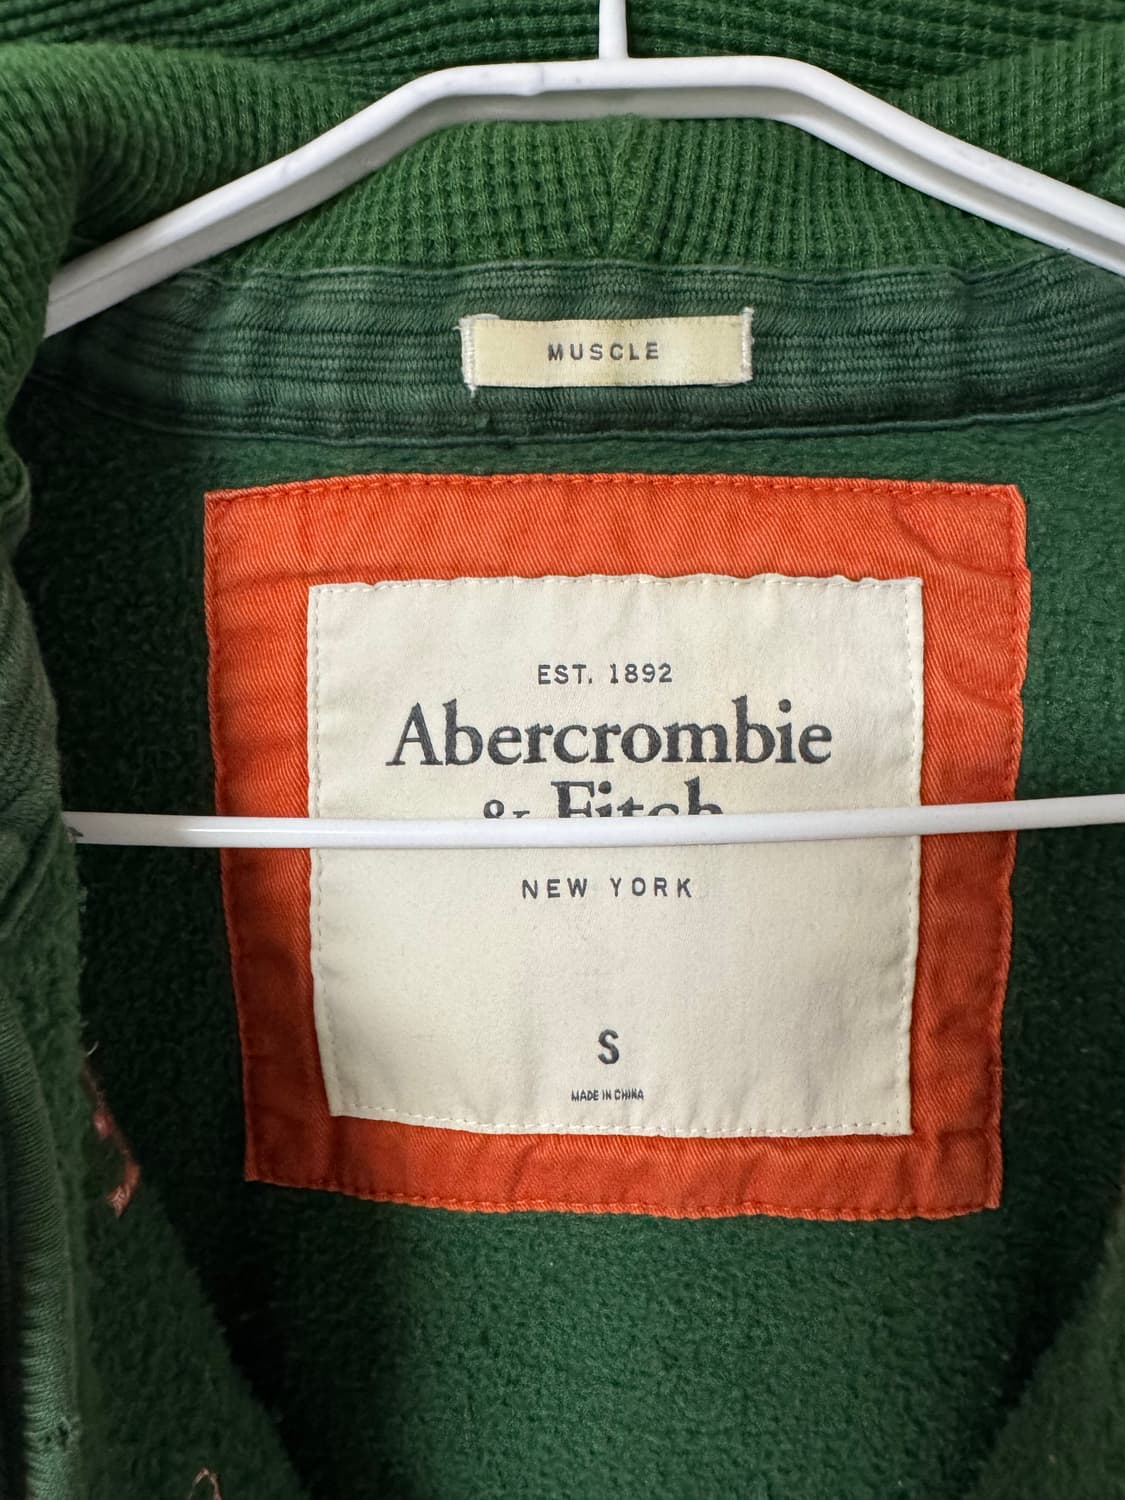 MUSCLE
EST. 1892
Abercrombie
& Fitch
NEW YORK
S
MADE IN CHINA